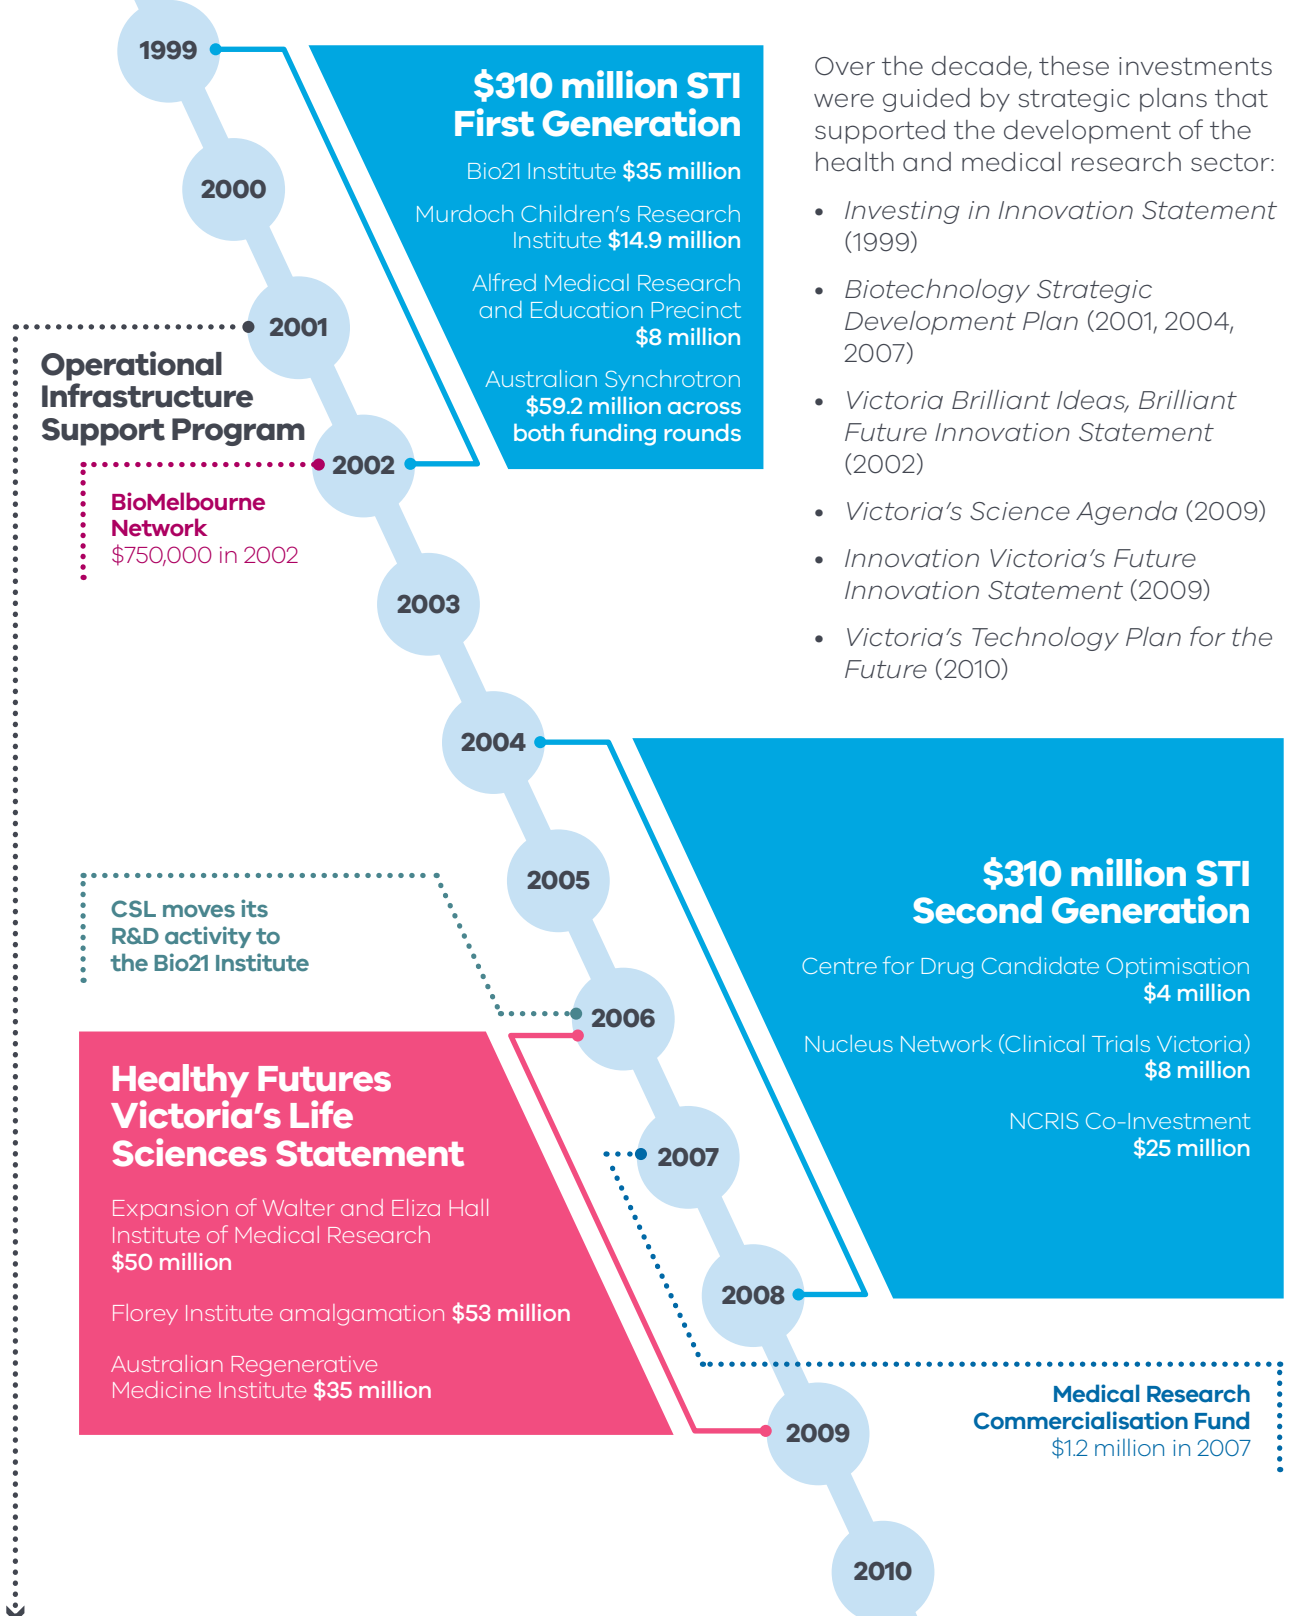 1999
$310 million STI
First Generation
Bio21 Institute $35 million
Murdoch Children's Research
Institute $14.9 million
Alfred Medical Research
and Education Precinct
$8 million
Australian Synchrotron
$59.2 million across
both funding rounds
Over the decade, these investments
were guided by strategic plans that
supported the development of the
health and medical research sector:
• Investing in Innovation Statement
(1999)
• Biotechnology Strategic
Development Plan (2001, 2004,
2007)
• Victoria Brilliant Ideas, Brilliant
Future Innovation Statement
(2002)
• Victoria's Science Agenda (2009)
• Innovation Victoria's Future
Innovation Statement (2009)
• Victoria's Technology Plan for the
Future (2010)
2000
2001
Operational
Infrastructure
Support Program
2002
BioMelbourne
Network
$750,000 in 2002
2003
2004
$310 million STI
Second Generation
Centre for Drug Candidate Optimisation
$4 million
Nucleus Network (Clinical Trials Victoria)
$8 million
NCRIS Co-Investment
$25 million
2005
CSL moves its
R&D activity to
the Bio21 Institute
2006
Healthy Futures
Victoria's Life
Sciences Statement
Expansion of Walter and Eliza Hall
Institute of Medical Research
$50 million
Florey Institute amalgamation $53 million
Australian Regenerative
Medicine Institute $35 million
2007
2008
Medical Research
Commercialisation Fund
$1.2 million in 2007
2009
2010